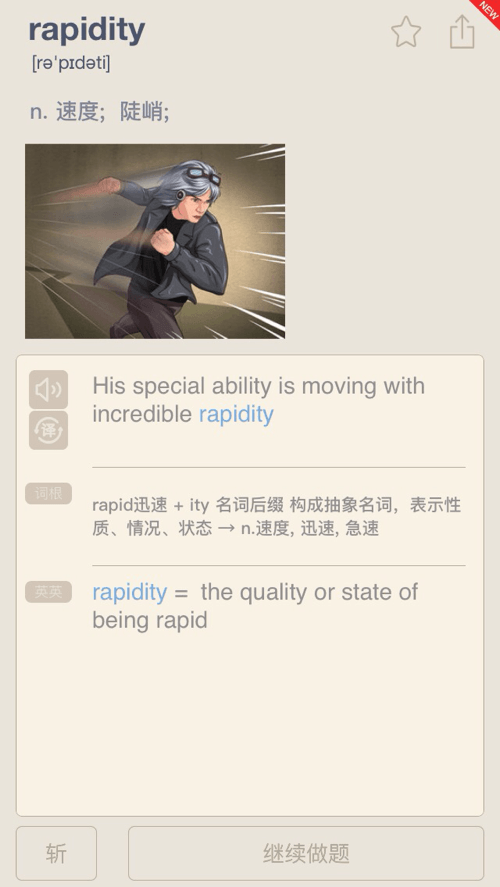 NEW
rapidity
[rəˈpɪdəti]
n. 速度; 陡峭;
His special ability is moving with
incredible rapidity
译
词根
rapid迅速 + ity 名词后缀 构成抽象名词，表示性
质、情况、状态 → n.速度, 迅速, 急速
英英
rapidity = the quality or state of
being rapid
斩
继续做题